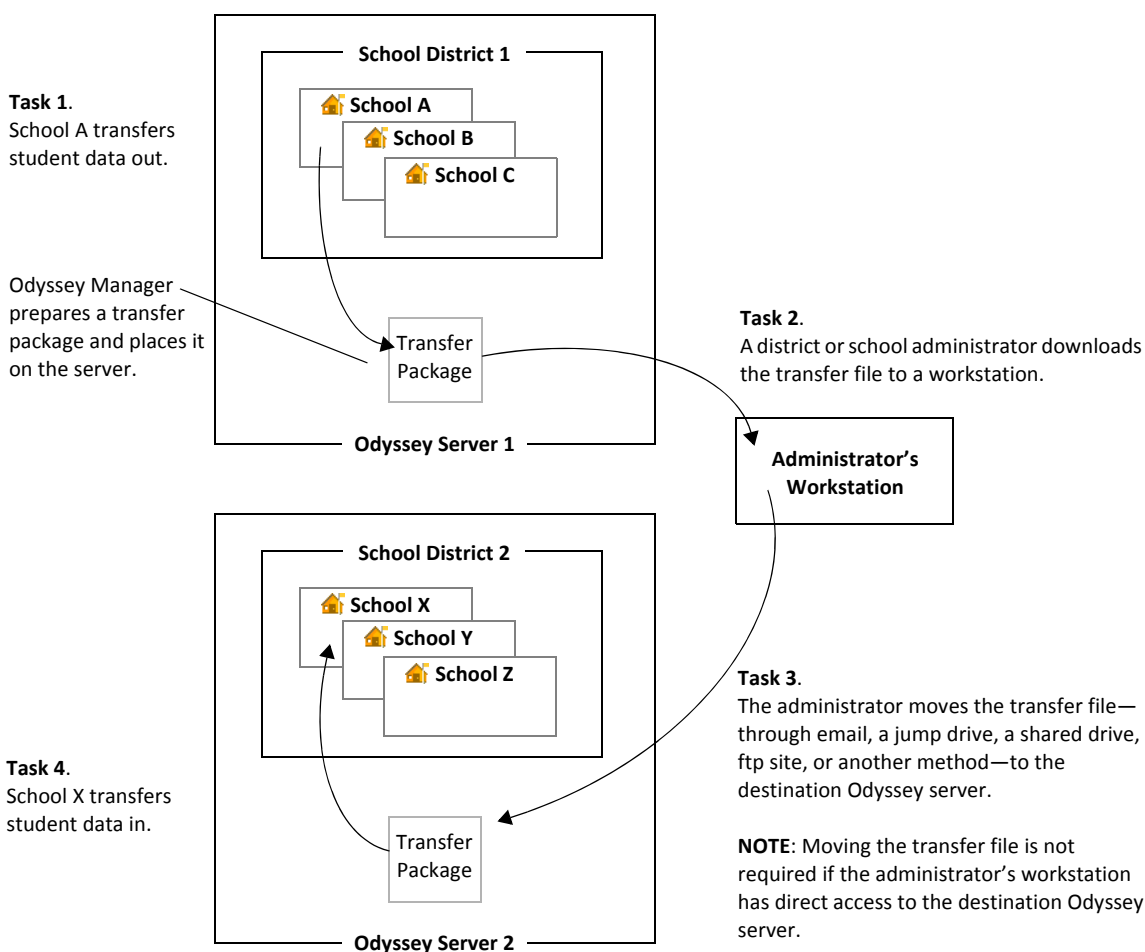 School District 1
School A
School B
School C
Task 1.
School A transfers
student data out.
Odyssey Manager
prepares a transfer
package and places it
on the server.
Transfer
Package
Odyssey Server 1
Task 2.
A district or school administrator downloads
the transfer file to a workstation.
Administrator’s
Workstation
School District 2
School X
School Y
School Z
Task 3.
The administrator moves the transfer file—
through email, a jump drive, a shared drive,
ftp site, or another method—to the
destination Odyssey server.
NOTE: Moving the transfer file is not
required if the administrator’s workstation
has direct access to the destination Odyssey
server.
Task 4.
School X transfers
student data in.
Transfer
Package
Odyssey Server 2